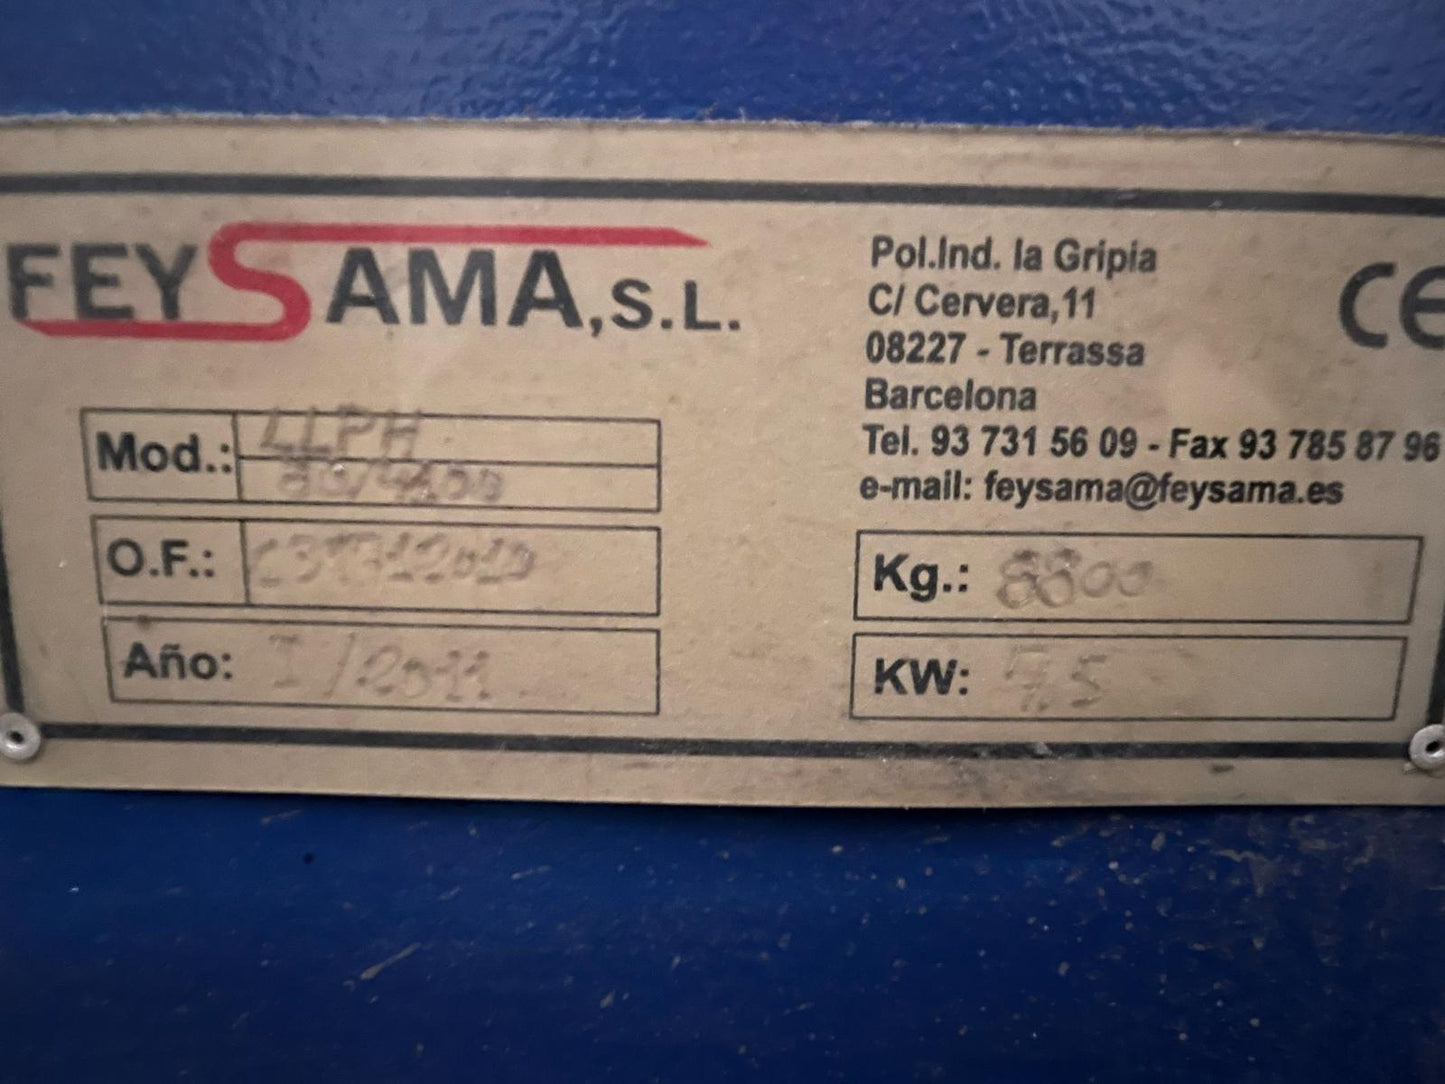 FEYSAMA,S.L.
Pol.Ind. la Gripia
C/ Cervera,11
08227 - Terrassa
Barcelona
Tel. 93 731 56 09 - Fax 93 785 87 96
e-mail: feysama@feysama.es
CE
Mod.: LLPH
O.F.:
Año: I/2011
Kg.: 8800
KW: 7.5